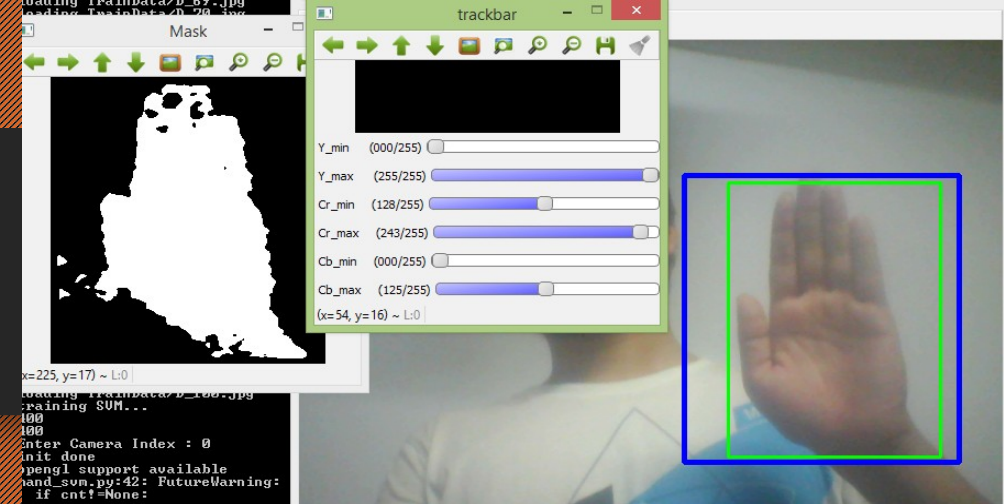 loading TrainData/D_69.jpg
loading TrainData/D_70.jpg
Mask
x=225, y=17) ~ L:0
trackbar
Y_min (000/255)
Y_max (255/255)
Cr_min (128/255)
Cr_max (243/255)
Cb_min (000/255)
Cb_max (125/255)
(x=54, y=16) ~ L:0
loading TrainData/D_100.jpg
training SVM...
400
400
Enter Camera Index : 0
init done
opengl support available
hand_svm.py:42: FutureWarning:
if cnt!=None: